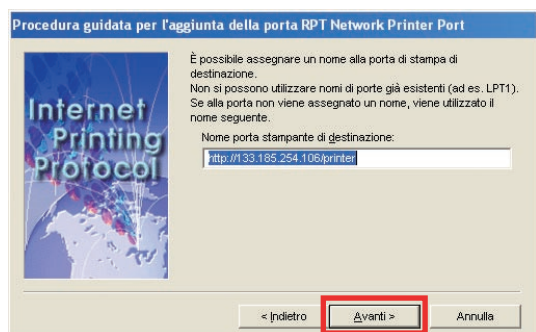 Procedura guidata per l'aggiunta della porta RPT Network Printer Port
Internet
Printing
Protocol
È possibile assegnare un nome alla porta di stampa di
destinazione.
Non si possono utilizzare nomi di porte già esistenti (ad es. LPT1).
Se alla porta non viene assegnato un nome, viene utilizzato il
nome seguente.
Nome porta stampante di destinazione:
http://133.185.254.106/printer
< Indietro
Avanti >
Annulla